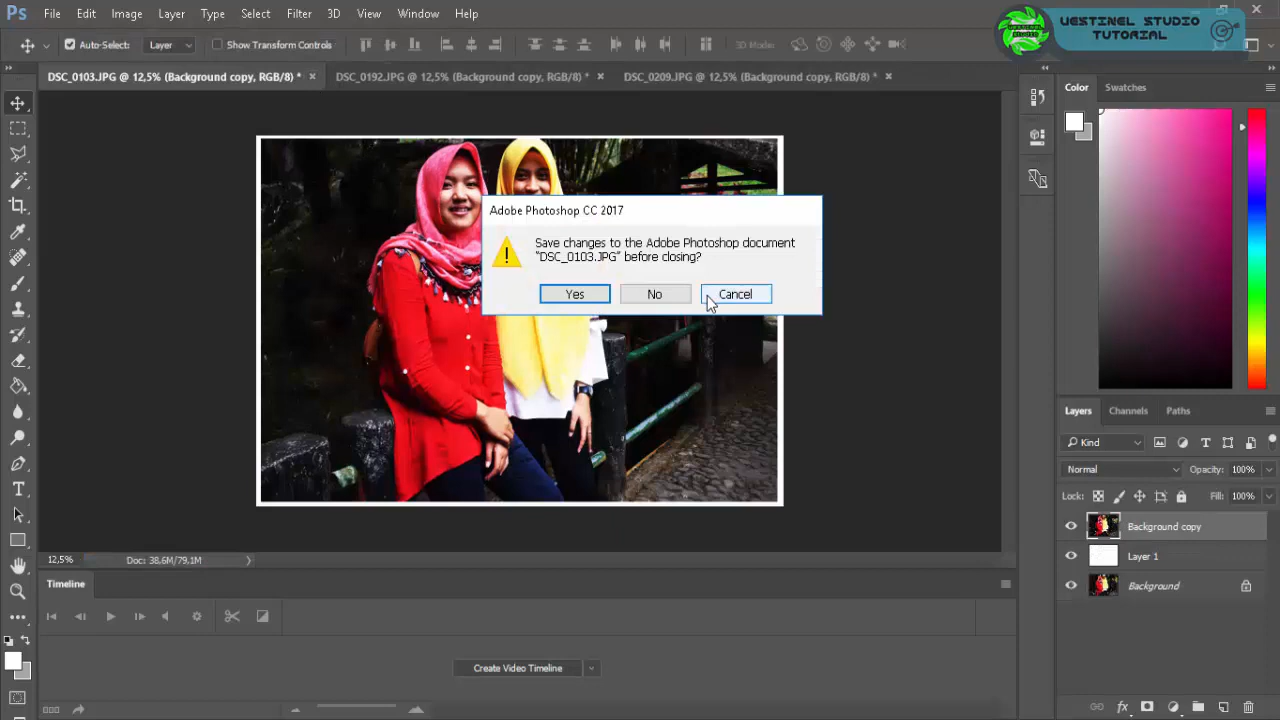 Ps File Edit Image Layer Type Select Filter 3D View Window Help
VESTINEL STUDIO
TUTORIAL
Auto-Select: Layer Show Transform Controls 3D Mode:
DSC_0103.JPG @ 12,5% (Background copy, RGB/8) * × DSC_0192.JPG @ 12,5% (Background copy, RGB/8) * × DSC_0209.JPG @ 12,5% (Background copy, RGB/8) * ×
Color Swatches
Adobe Photoshop CC 2017
Save changes to the Adobe Photoshop document
"DSC_0103.JPG" before closing?
Yes No Cancel
Layers Channels Paths
Kind
Normal Opacity: 100%
Lock: Fill: 100%
Background copy
Layer 1
Background
12,5% Doc: 38,6M/79,1M
Timeline
Create Video Timeline